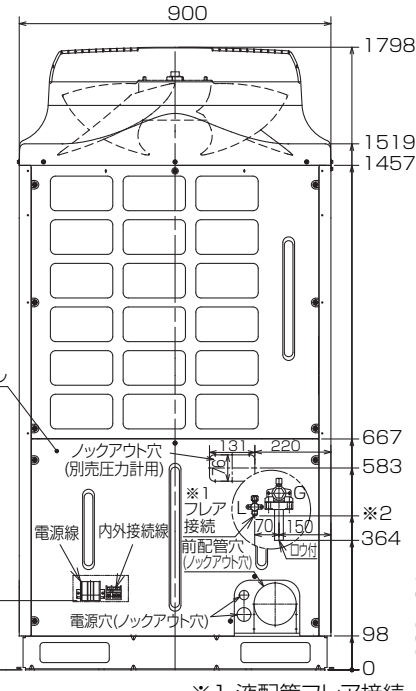 900
1798
1519
1457
667
583
※2
364
98
0
ノックアウト穴
(別売圧力計用)
131
220
76
※1
フレア
接続
L
G
70
150
ロウ付
前配管穴
(ノックアウト穴)
電源線
内外接続線
電源穴(ノックアウト穴)
※1 液配管フレア接続